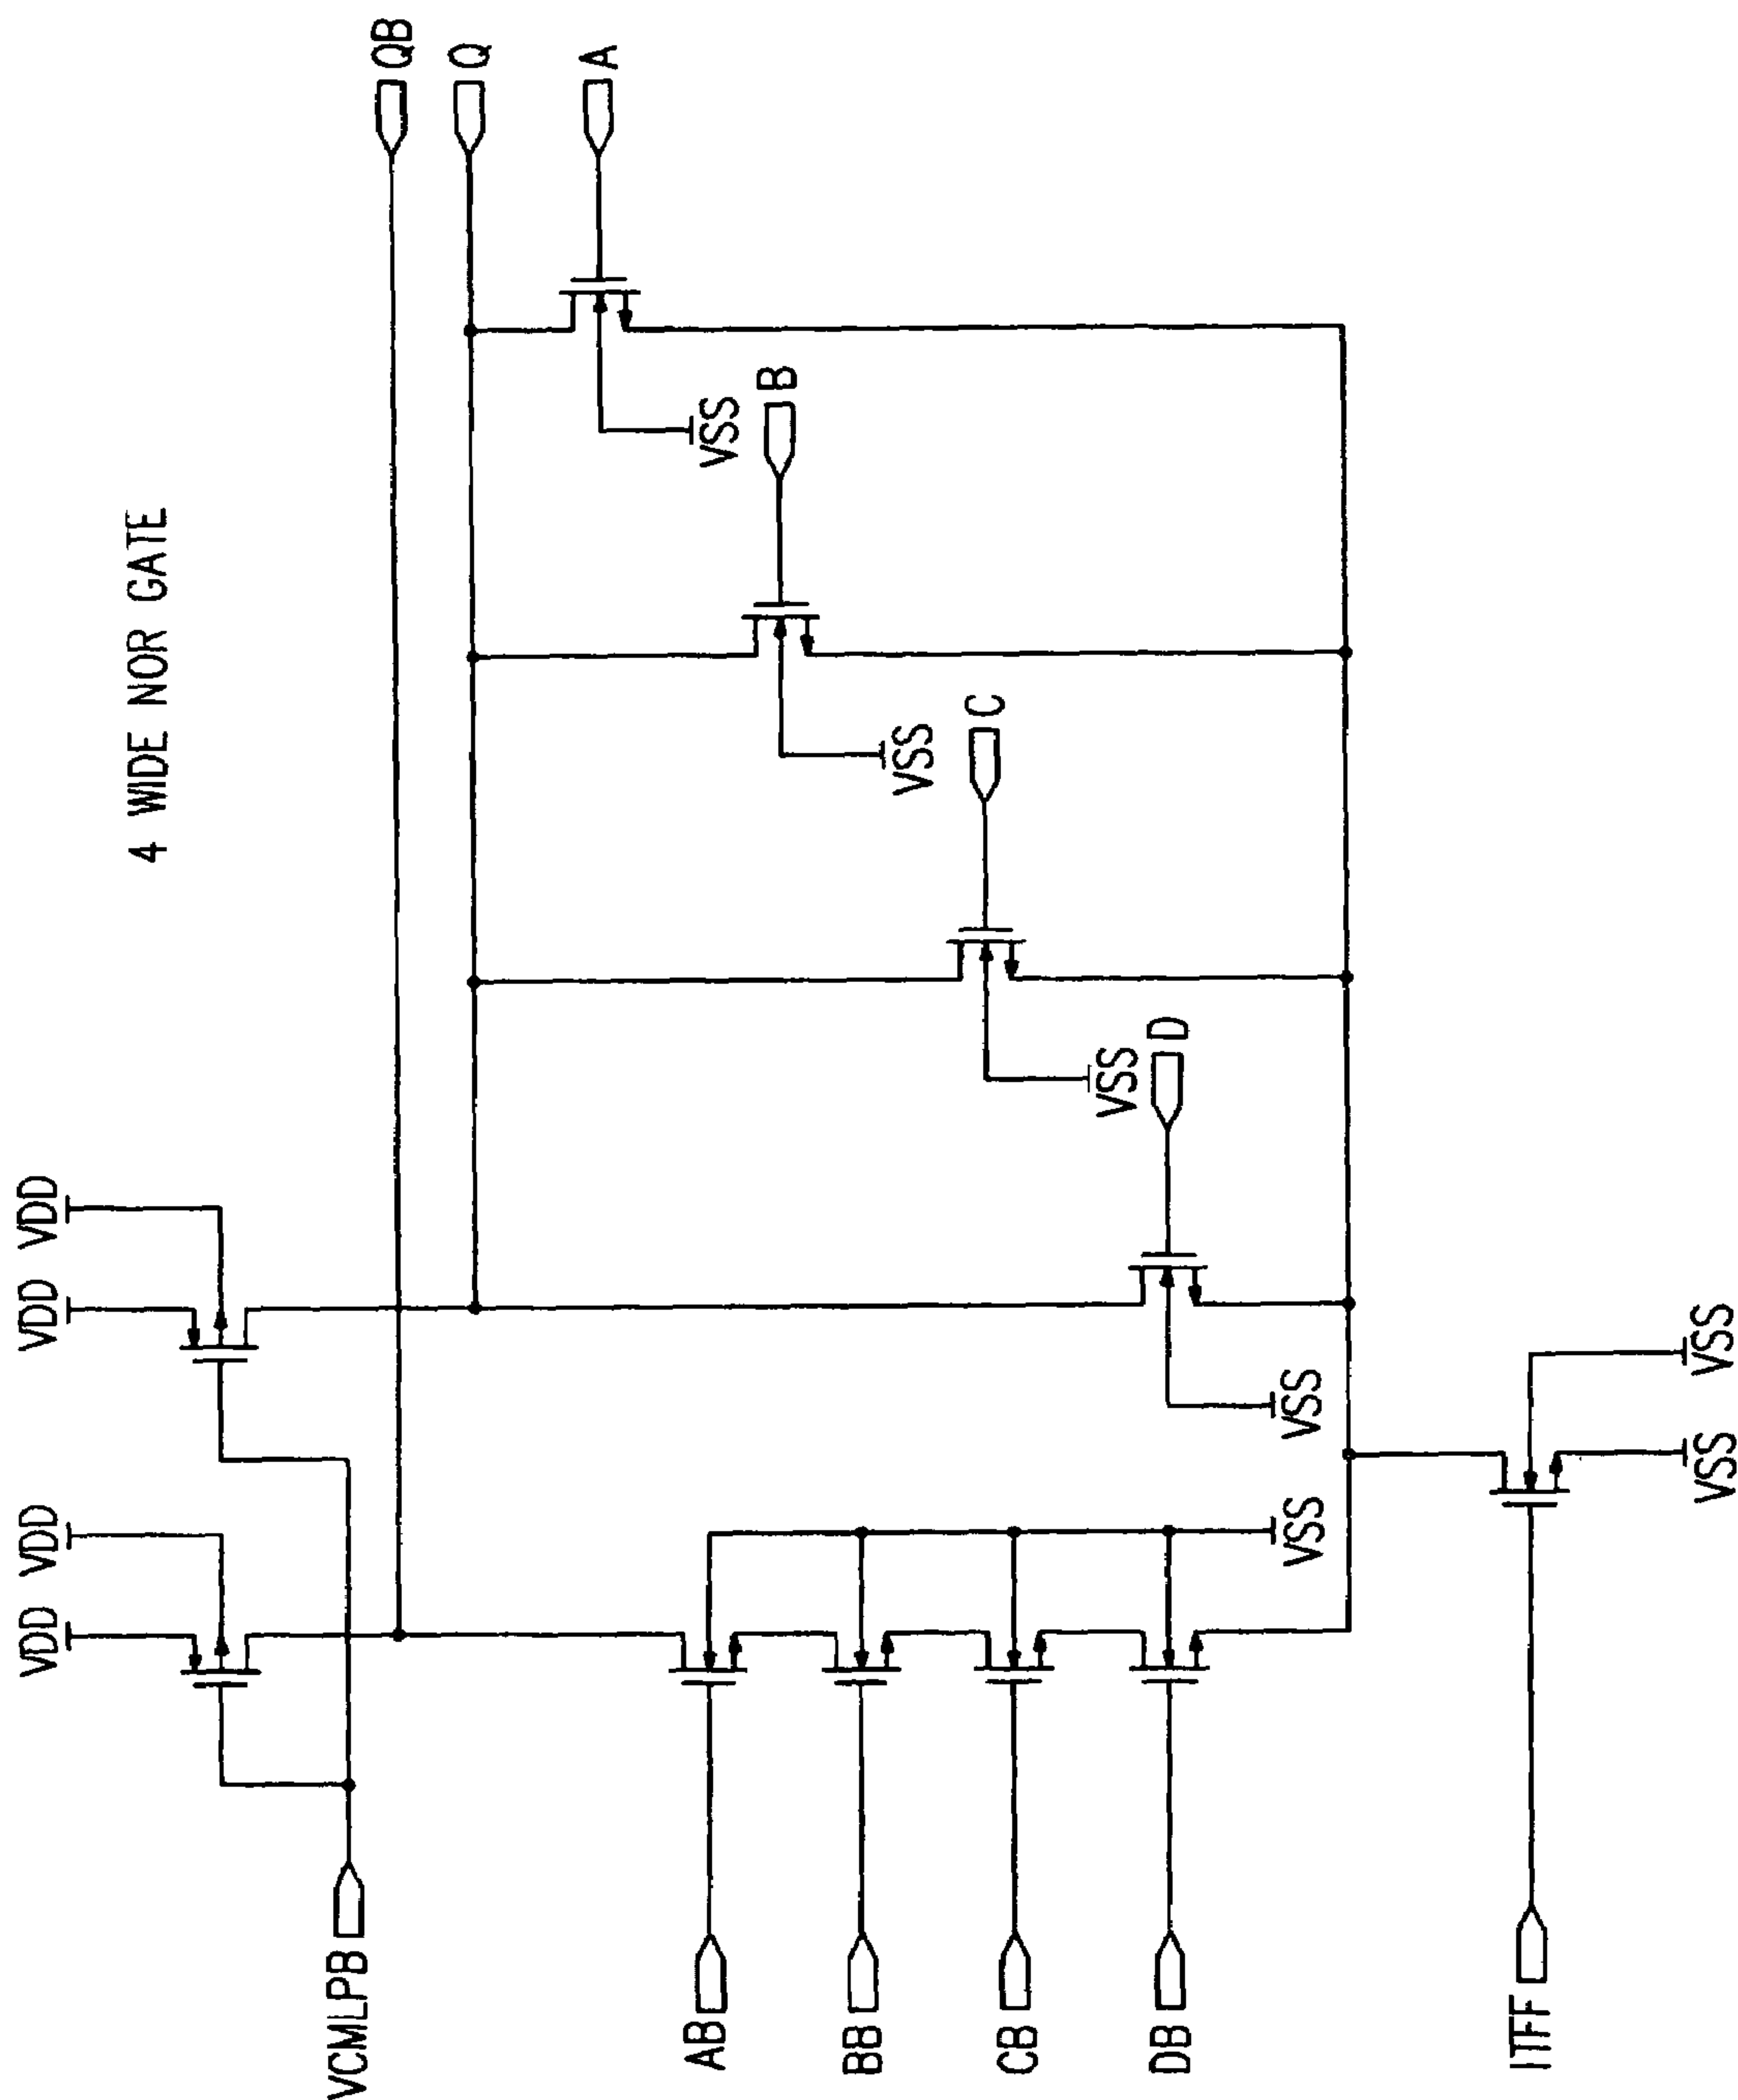 4 WIDE NOR GATE
VDD VDD
VDD VDD
VCMLPB
QB
Q
A
VSS
B
VSS
C
VSS
D
VSS
AB
BB
CB
DB
VSS
ITFF
VSS VSS